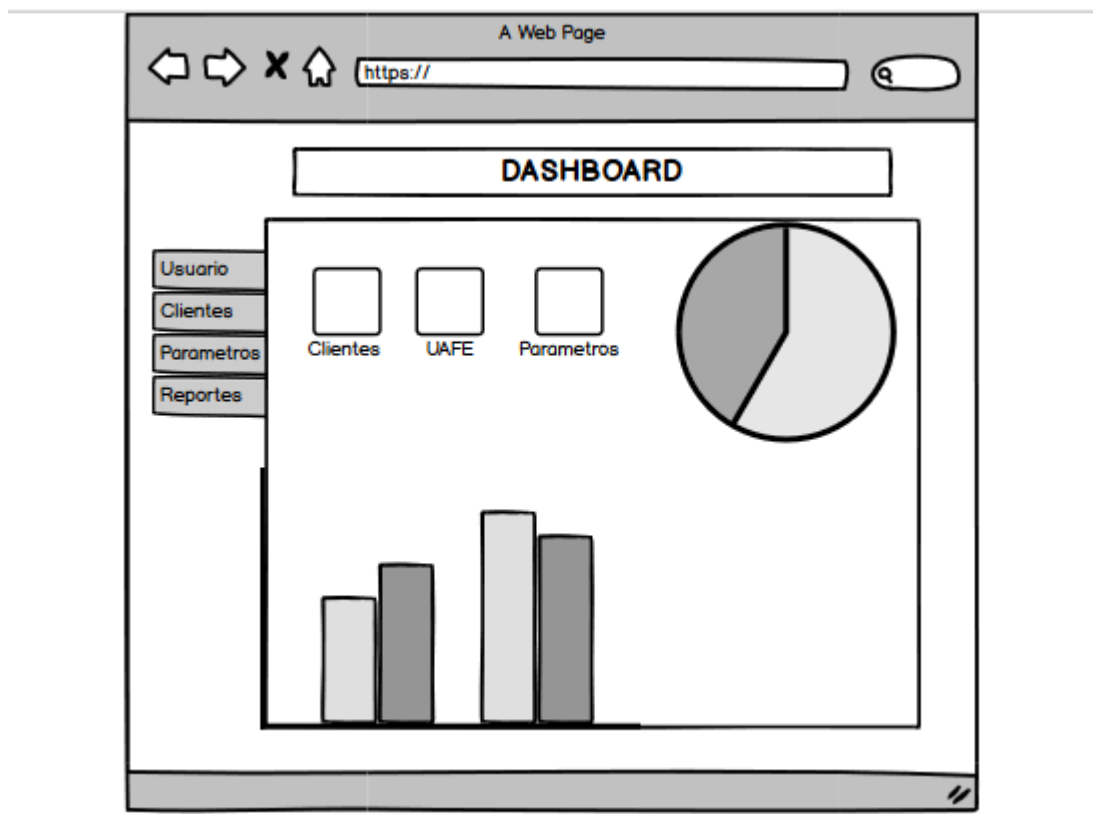 A Web Page
https://
DASHBOARD
Usuario
Clientes
Parametros
Reportes
Clientes
UAFE
Parametros